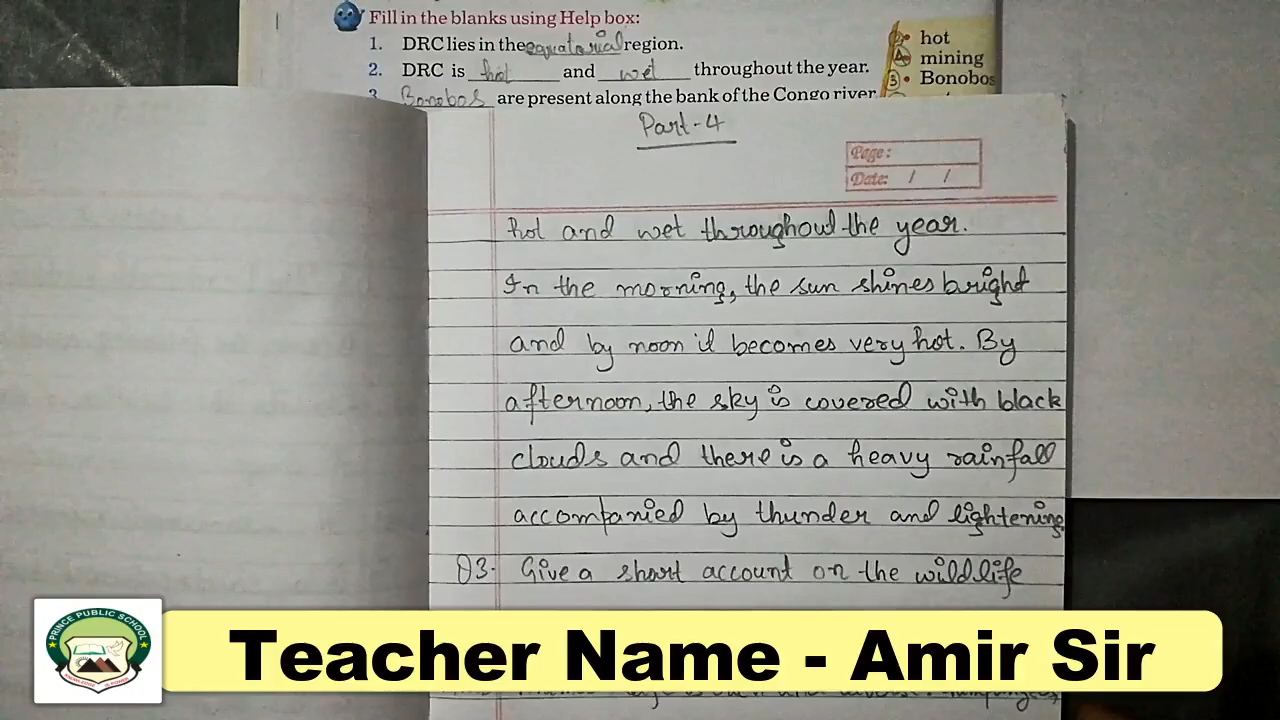 Fill in the blanks using Help box:
1. DRC lies in the equatorial region.
2. DRC is hot and wet throughout the year.
3. Bonobos are present along the bank of the Congo river
hot
mining
Bonobos
Part-4
Page:
Date: / /
hot and wet throughout the year.
In the morning, the sun shines bright
and by noon it becomes very hot. By
afternoon, the sky is covered with black
clouds and there is a heavy rainfall
accompanied by thunder and lightening
Q3. Give a short account on the wildlife
PRINCE PUBLIC SCHOOL
Teacher Name - Amir Sir